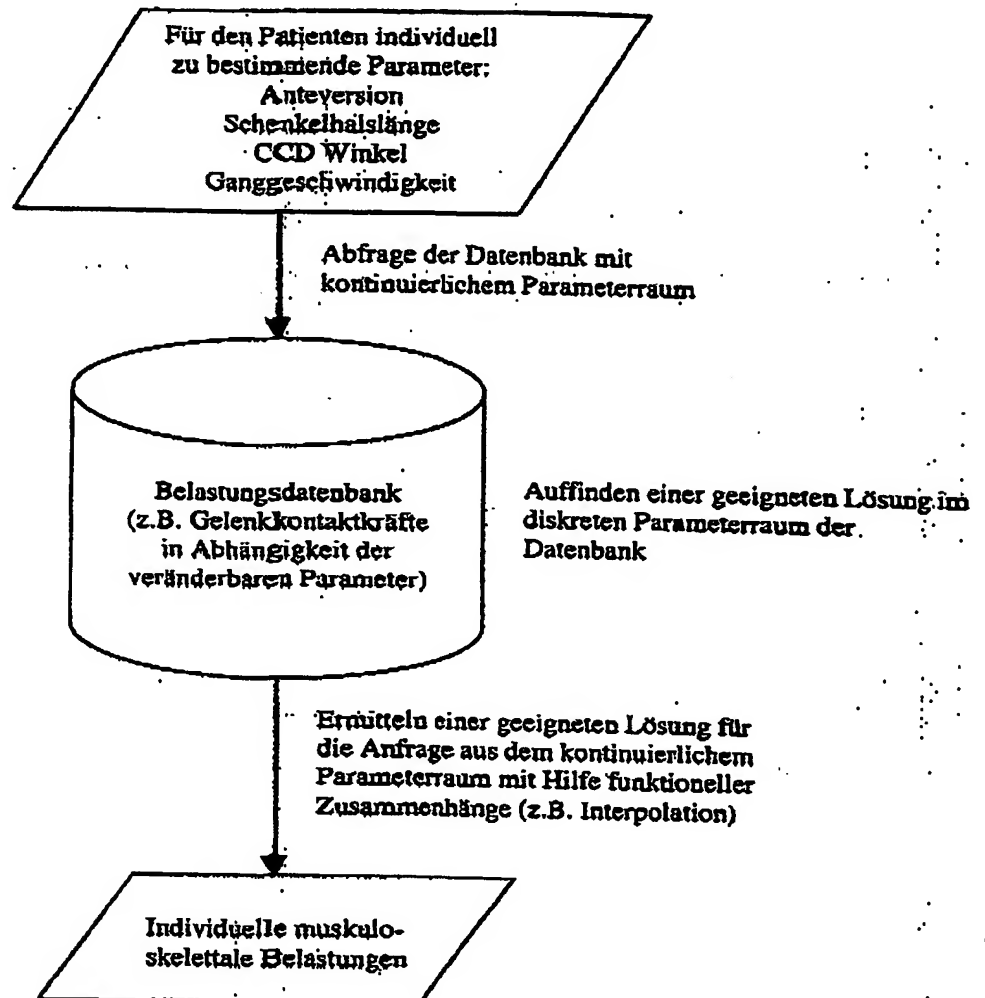 Für den Patienten individuell
zu bestimmende Parameter:
Anteversion
Schenkelhalslänge
CCD Winkel
Ganggeschwindigkeit
Abfrage der Datenbank mit
kontinuierlichem Parameterraum
Belastungsdatenbank
(z.B. Gelenkkontaktkräfte
in Abhängigkeit der
veränderbaren Parameter)
Auffinden einer geeigneten Lösung im
diskreten Parameterraum der
Datenbank
Ermitteln einer geeigneten Lösung für
die Anfrage aus dem kontinuierlichem
Parameterraum mit Hilfe funktioneller
Zusammenhänge (z.B. Interpolation)
Individuelle muskulo-
skelettale Belastungen